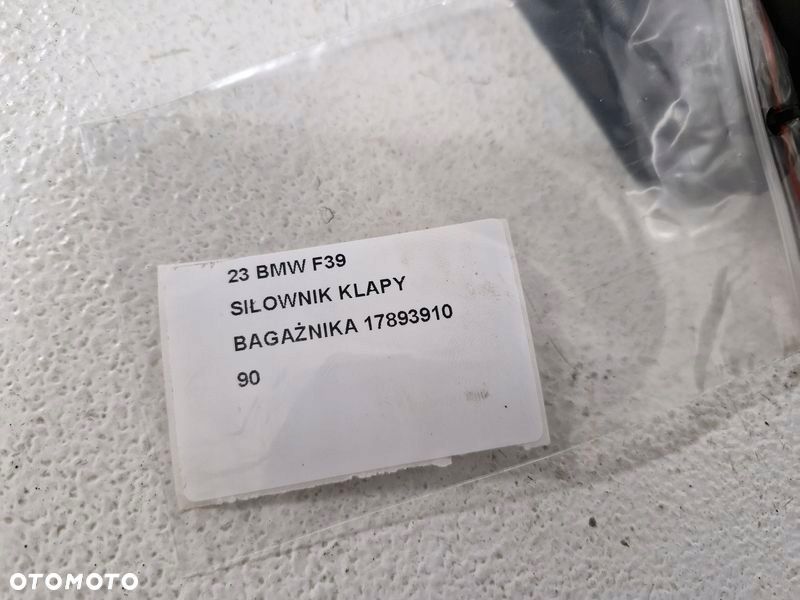 23 BMW F39
SIŁOWNIK KLAPY
BAGAŻNIKA 17893910
90
OTOMOTO